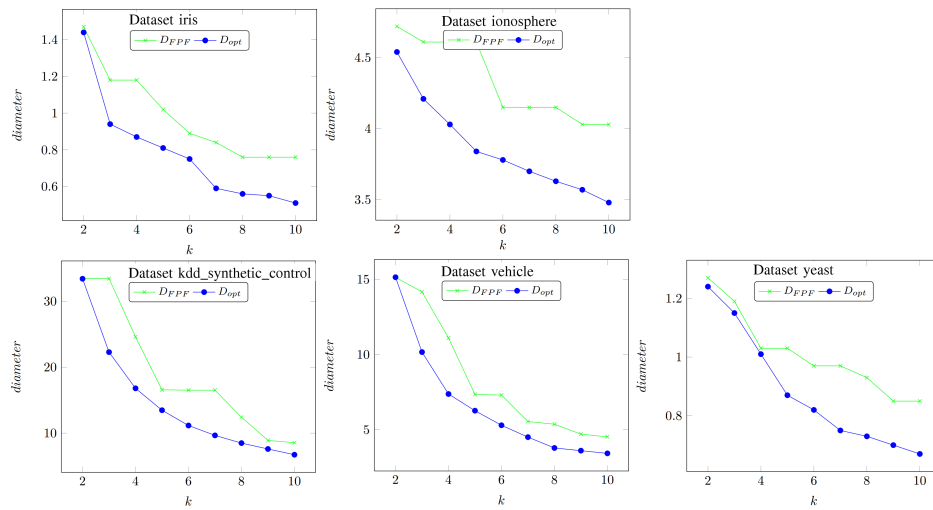 Dataset iris
D_FPF D_opt
diameter
1.4
1.2
1
0.8
0.6
2 4 6 8 10
k
Dataset ionosphere
D_FPF D_opt
diameter
4.5
4
3.5
2 4 6 8 10
k
Dataset kdd_synthetic_control
D_FPF D_opt
diameter
30
20
10
2 4 6 8 10
k
Dataset vehicle
D_FPF D_opt
diameter
15
10
5
2 4 6 8 10
k
Dataset yeast
D_FPF D_opt
diameter
1.2
1
0.8
2 4 6 8 10
k